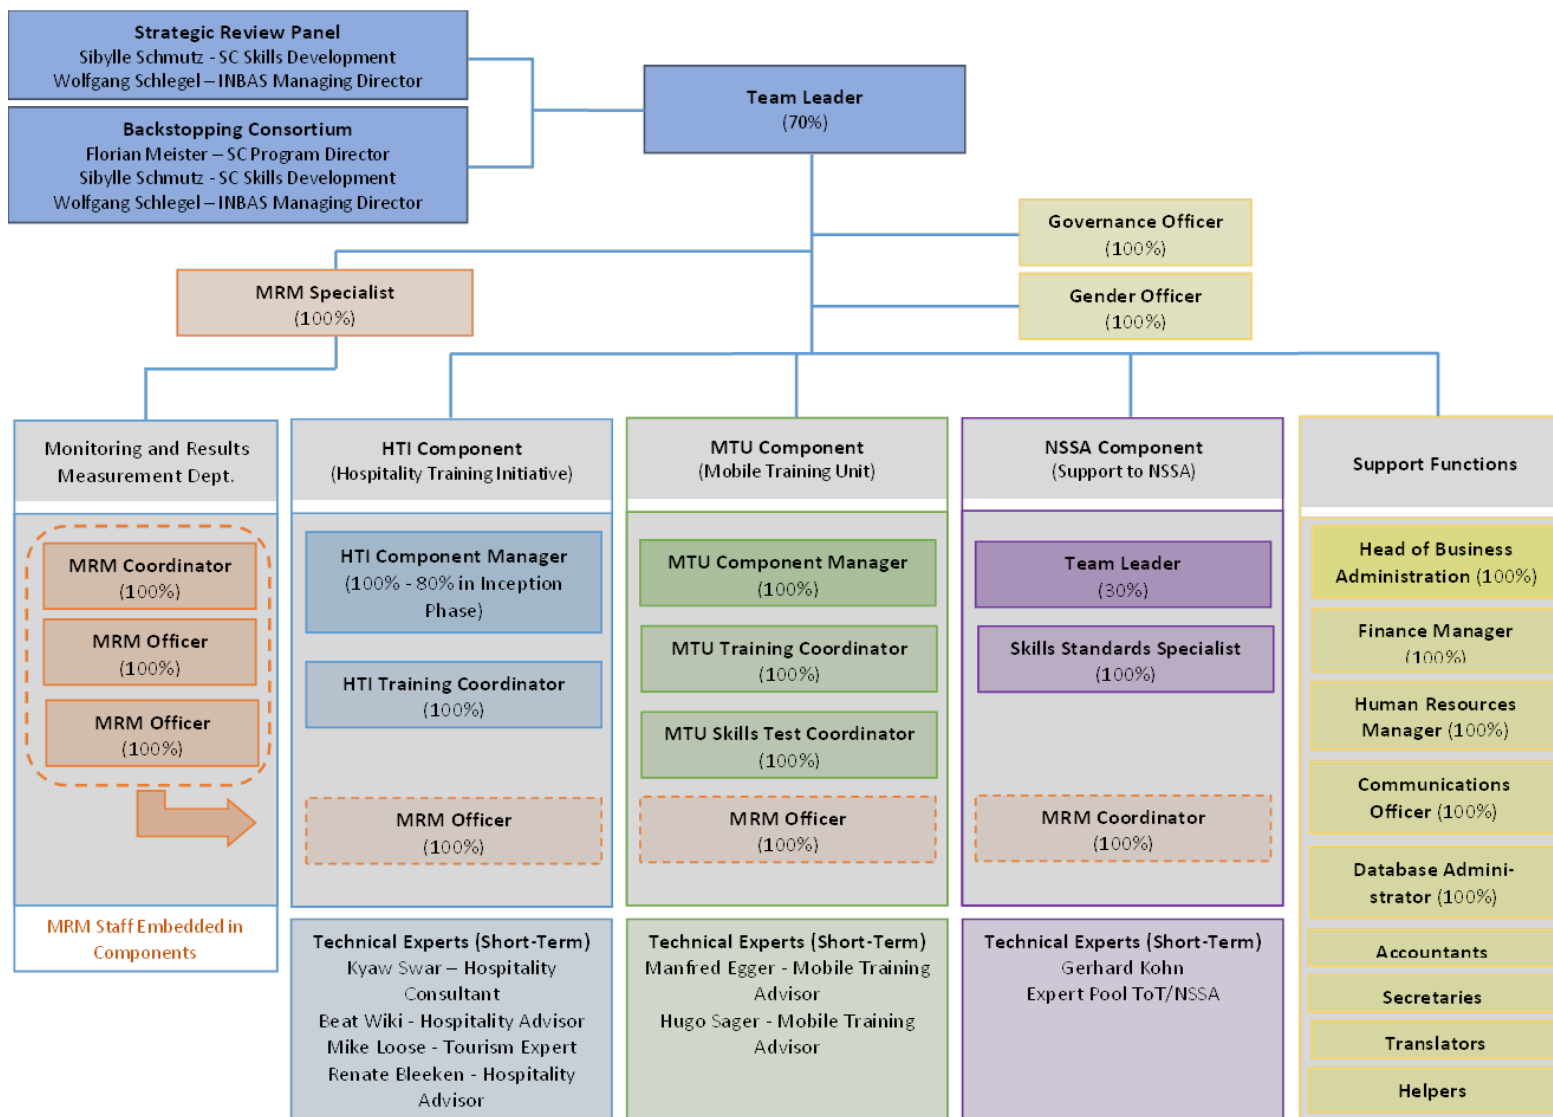 Strategic Review Panel
Sibylle Schmutz - SC Skills Development
Wolfgang Schlegel – INBAS Managing Director
Backstopping Consortium
Florian Meister – SC Program Director
Sibylle Schmutz - SC Skills Development
Wolfgang Schlegel – INBAS Managing Director
Team Leader
(70%)
Governance Officer
(100%)
Gender Officer
(100%)
MRM Specialist
(100%)
Monitoring and Results
Measurement Dept.
MRM Coordinator
(100%)
MRM Officer
(100%)
MRM Officer
(100%)
MRM Staff Embedded in
Components
HTI Component
(Hospitality Training Initiative)
HTI Component Manager
(100% - 80% in Inception
Phase)
HTI Training Coordinator
(100%)
MRM Officer
(100%)
Technical Experts (Short-Term)
Kyaw Swar – Hospitality
Consultant
Beat Wiki - Hospitality Advisor
Mike Loose - Tourism Expert
Renate Bleeken - Hospitality
Advisor
MTU Component
(Mobile Training Unit)
MTU Component Manager
(100%)
MTU Training Coordinator
(100%)
MTU Skills Test Coordinator
(100%)
MRM Officer
(100%)
Technical Experts (Short-Term)
Manfred Egger - Mobile Training
Advisor
Hugo Sager - Mobile Training
Advisor
NSSA Component
(Support to NSSA)
Team Leader
(30%)
Skills Standards Specialist
(100%)
MRM Coordinator
(100%)
Technical Experts (Short-Term)
Gerhard Kohn
Expert Pool ToT/NSSA
Support Functions
Head of Business
Administration (100%)
Finance Manager
(100%)
Human Resources
Manager (100%)
Communications
Officer (100%)
Database Admini-
strator (100%)
Accountants
Secretaries
Translators
Helpers